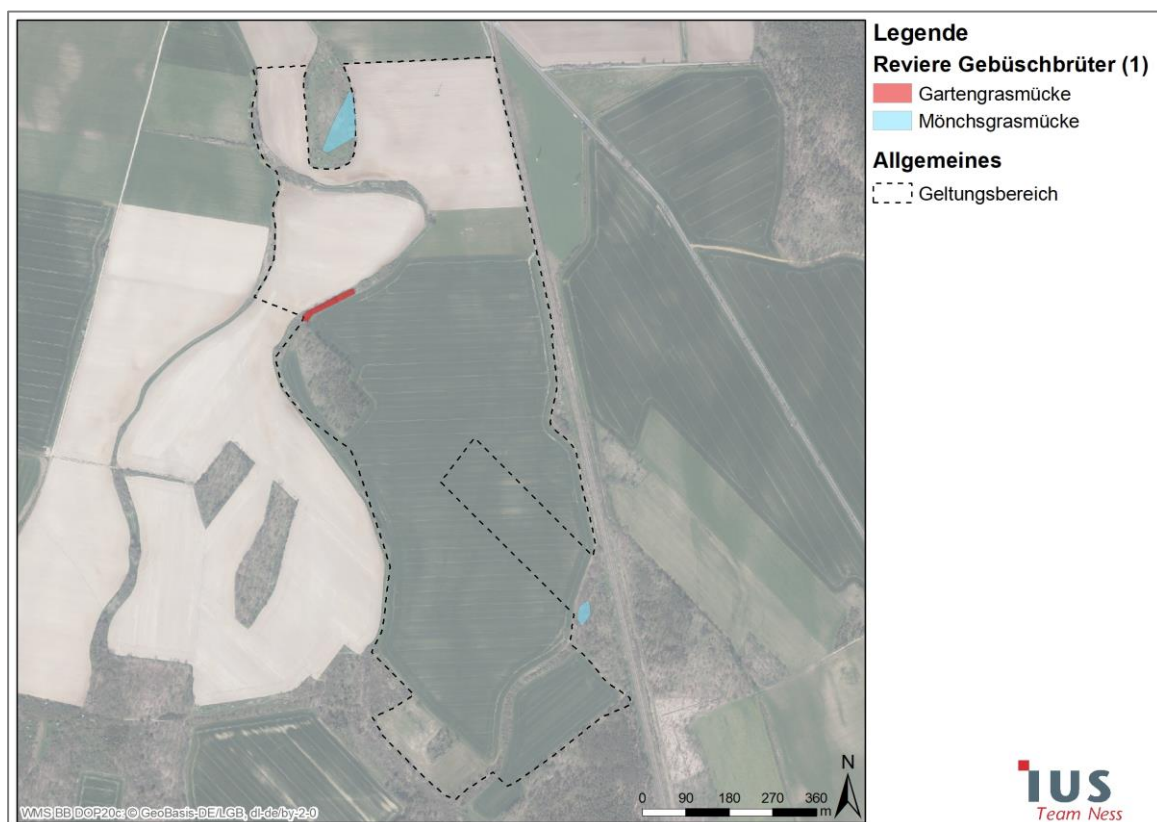 Legende
Reviere Gebüschbrüter (1)
Gartengrasmücke
Mönchsgrasmücke
Allgemeines
Geltungsbereich
N
0 90 180 270 360
m
WMS BB DOP20c: © GeoBasis-DE/LGB, dl-de/by-2-0
IUS
Team Ness